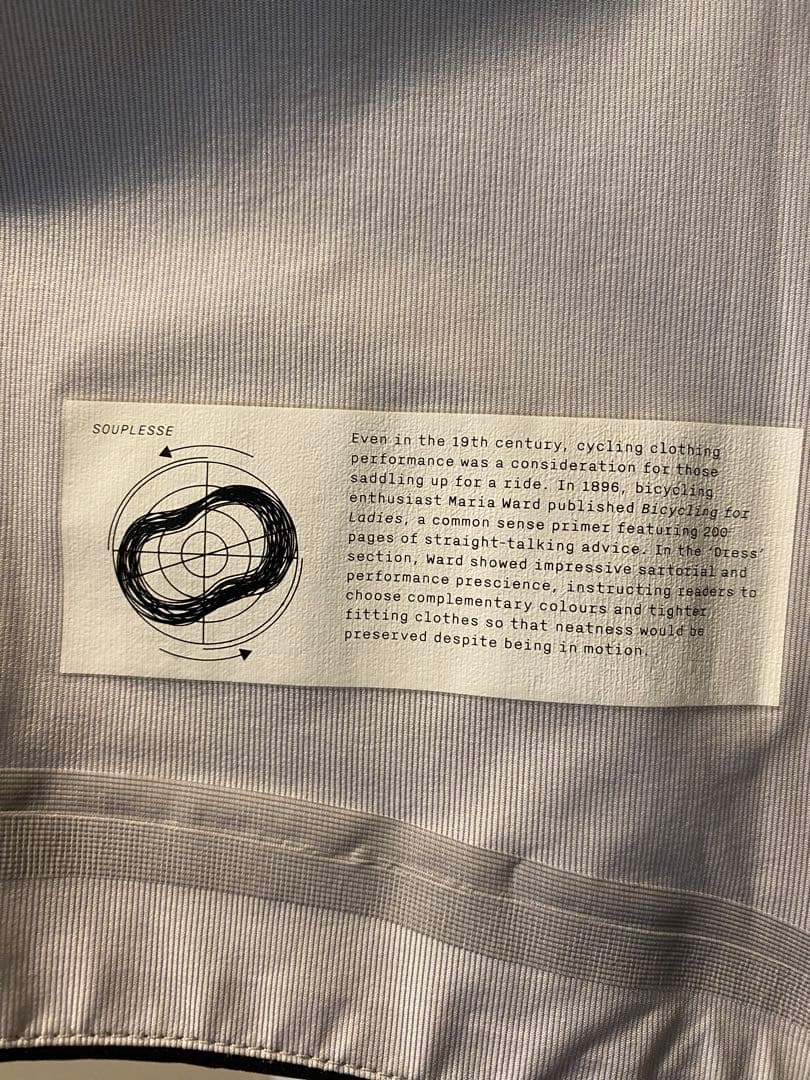 SOUPLESSE
Even in the 19th century, cycling clothing
performance was a consideration for those
saddling up for a ride. In 1896, bicycling
enthusiast Maria Ward published Bicycling for
Ladies, a common sense primer featuring 200
pages of straight-talking advice. In the 'Dress'
section, Ward showed impressive sartorial and
performance prescience, instructing readers to
choose complementary colours and tighter
fitting clothes so that neatness would be
preserved despite being in motion.